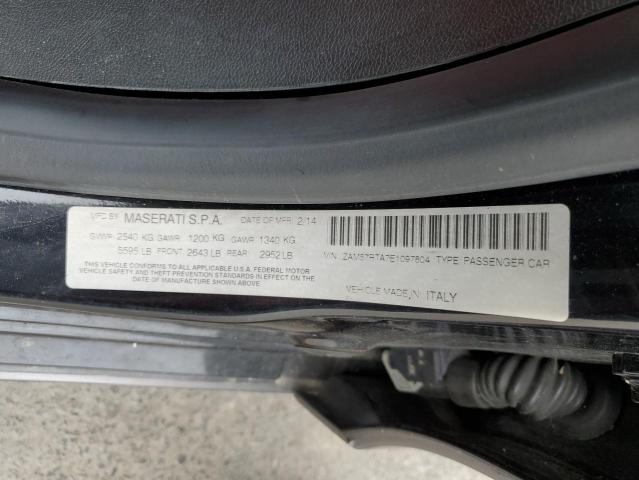 MFD BY MASERATI S.P.A. DATE OF MFR: 2/14
GVWR: 2540 KG GAWR: 1200 KG GAWR: 1340 KG
5595 LB FRONT: 2643 LB REAR: 2952 LB
THIS VEHICLE CONFORMS TO ALL APPLICABLE U.S.A. FEDERAL MOTOR
VEHICLE SAFETY AND THEFT PREVENTION STANDARDS IN EFFECT ON THE
DATE OF MANUFACTURE SHOWN ABOVE.
VIN: ZAM57RTA7E1097804 TYPE: PASSENGER CAR
VEHICLE MADE IN: ITALY